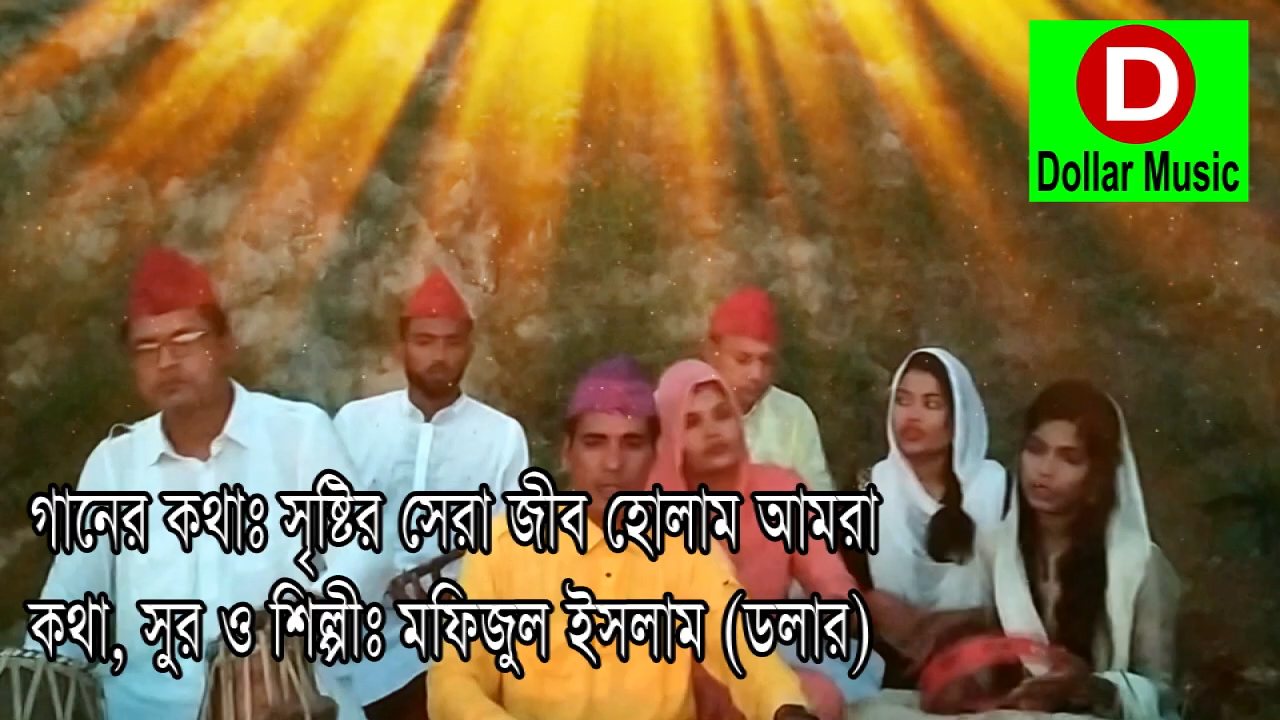 D
Dollar Music
গানের কথাঃ সৃষ্টির সেরা জীব হোলাম আমরা
কথা, সুর ও শিল্পীঃ মফিজুল ইসলাম (ডলার)